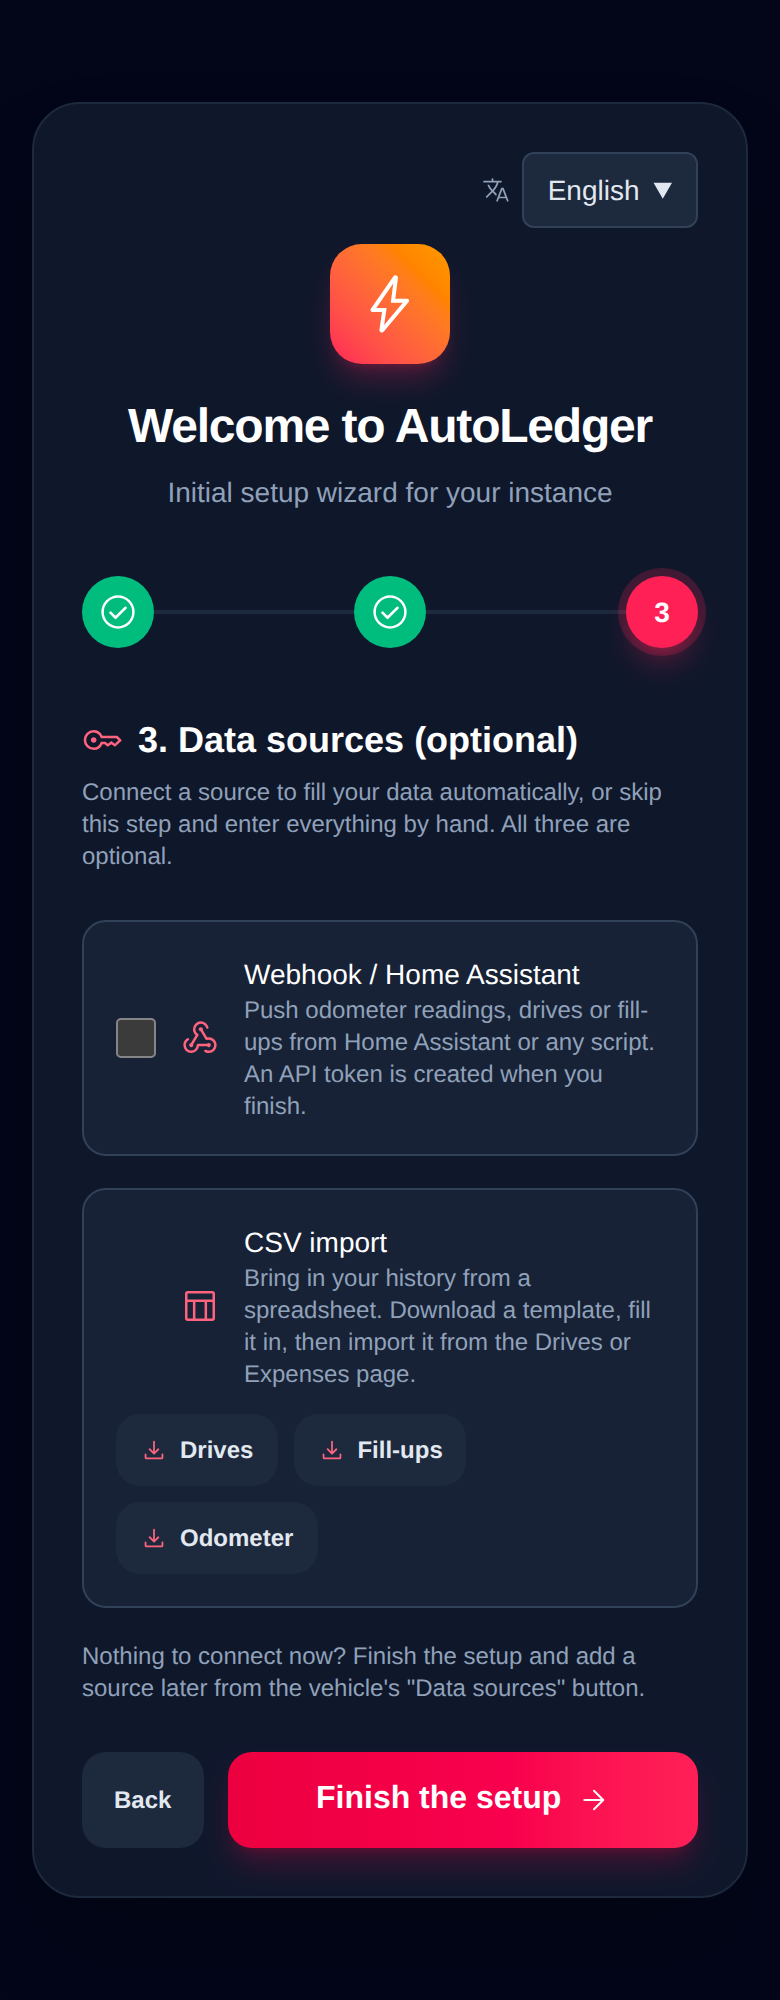 English ▼
Welcome to AutoLedger
Initial setup wizard for your instance
3
3. Data sources (optional)
Connect a source to fill your data automatically, or skip
this step and enter everything by hand. All three are
optional.
Webhook / Home Assistant
Push odometer readings, drives or fill-
ups from Home Assistant or any script.
An API token is created when you
finish.
CSV import
Bring in your history from a
spreadsheet. Download a template, fill
it in, then import it from the Drives or
Expenses page.
Drives
Fill-ups
Odometer
Nothing to connect now? Finish the setup and add a
source later from the vehicle's "Data sources" button.
Back
Finish the setup →